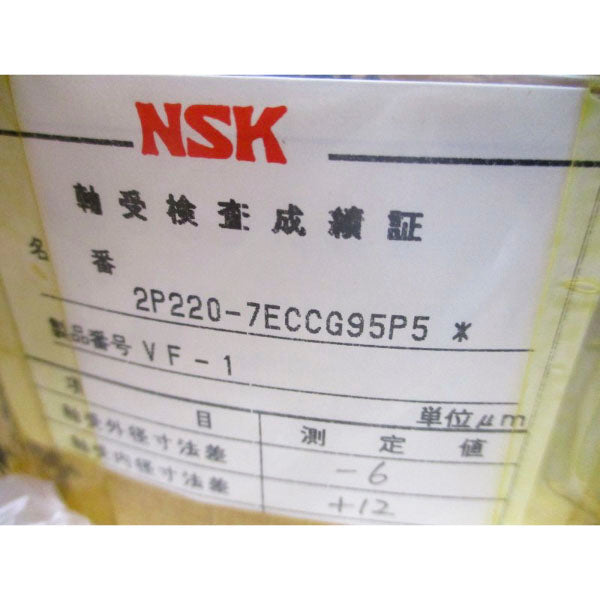 NSK
軸受検査成績証
名番
2P220-7ECCG95P5 *
製品番号 VF-1
単位μm
項目 測定値
軸受外径寸法差 -6
軸受内径寸法差 +12